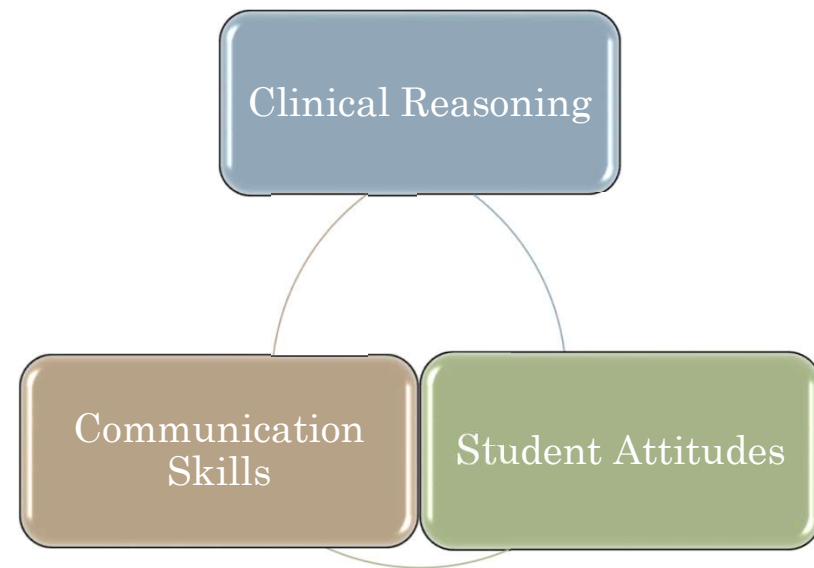 Clinical Reasoning
Communication
Skills
Student Attitudes